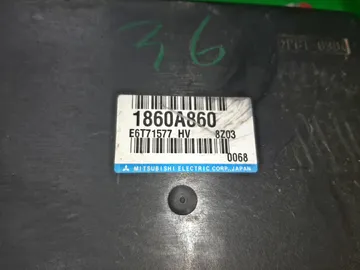 36
1860A860
E6T71577 HV 8Z03
0068
MITSUBISHI ELECTRIC CORP. JAPAN